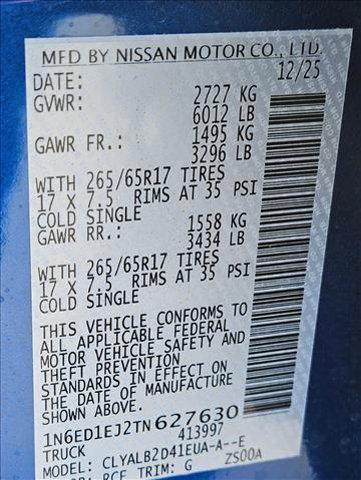 MFD BY NISSAN MOTOR CO., LTD.
DATE: 12/25
GVWR: 2727 KG
6012 LB
GAWR FR.: 1495 KG
3296 LB
WITH 265/65R17 TIRES
17 X 7.5 RIMS AT 35 PSI
COLD SINGLE
GAWR RR.: 1558 KG
3434 LB
WITH 265/65R17 TIRES
17 X 7.5 RIMS AT 35 PSI
COLD SINGLE
THIS VEHICLE CONFORMS TO
ALL APPLICABLE FEDERAL
MOTOR VEHICLE SAFETY AND
THEFT PREVENTION
STANDARDS IN EFFECT ON
THE DATE OF MANUFACTURE
SHOWN ABOVE.
1N6ED1EJ2TN627630
TRUCK 413997
MODEL: CLYALB2D41EUA-A--E
RCE TRIM: G ZS00A